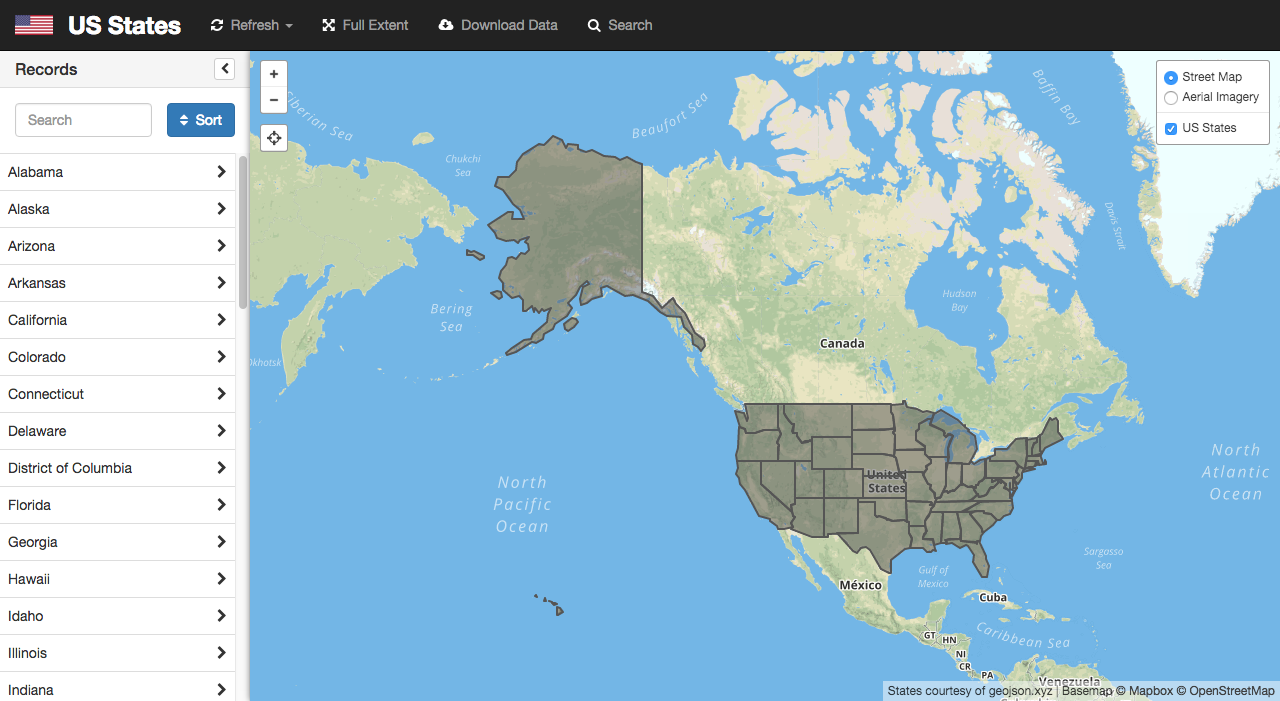 US States
Refresh
Full Extent
Download Data
Search
Records
Search
Sort
Alabama
Alaska
Arizona
Arkansas
California
Colorado
Connecticut
Delaware
District of Columbia
Florida
Georgia
Hawaii
Idaho
Illinois
Indiana
+
−
Street Map
Aerial Imagery
US States
Siberian Sea
Chukchi
Sea
Beaufort Sea
Baffin Bay
Davis Strait
Bering
Sea
Okhotsk
Hudson
Bay
Canada
United
States
North
Pacific
Ocean
North
Atlantic
Ocean
Sargasso
Sea
Gulf of
Mexico
México
Cuba
GT
HN
NI
CR
PA
Caribbean Sea
Venezuela
States courtesy of geojson.xyz | Basemap © Mapbox © OpenStreetMap